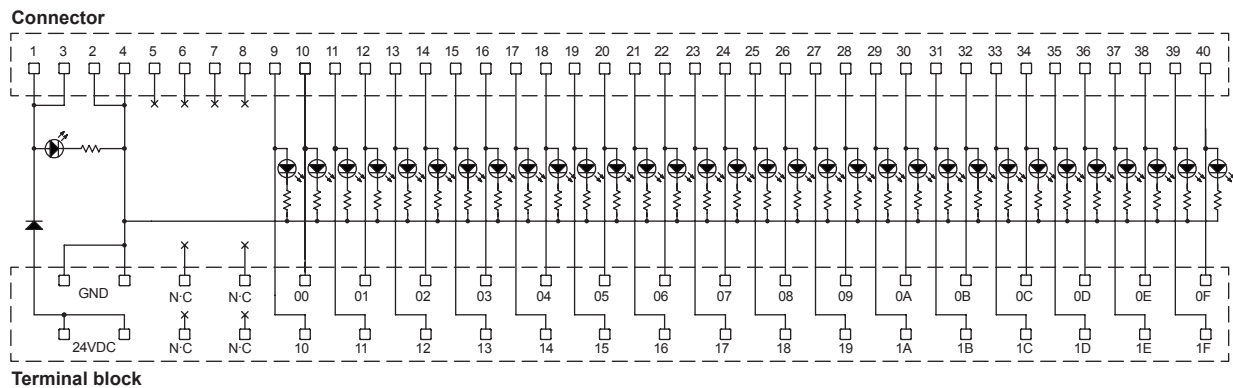 Connector
1 3 2 4 5 6 7 8 9 10 11 12 13 14 15 16 17 18 19 20 21 22 23 24 25 26 27 28 29 30 31 32 33 34 35 36 37 38 39 40
GND N·C N·C 00 01 02 03 04 05 06 07 08 09 0A 0B 0C 0D 0E 0F
24VDC N·C N·C 10 11 12 13 14 15 16 17 18 19 1A 1B 1C 1D 1E 1F
Terminal block